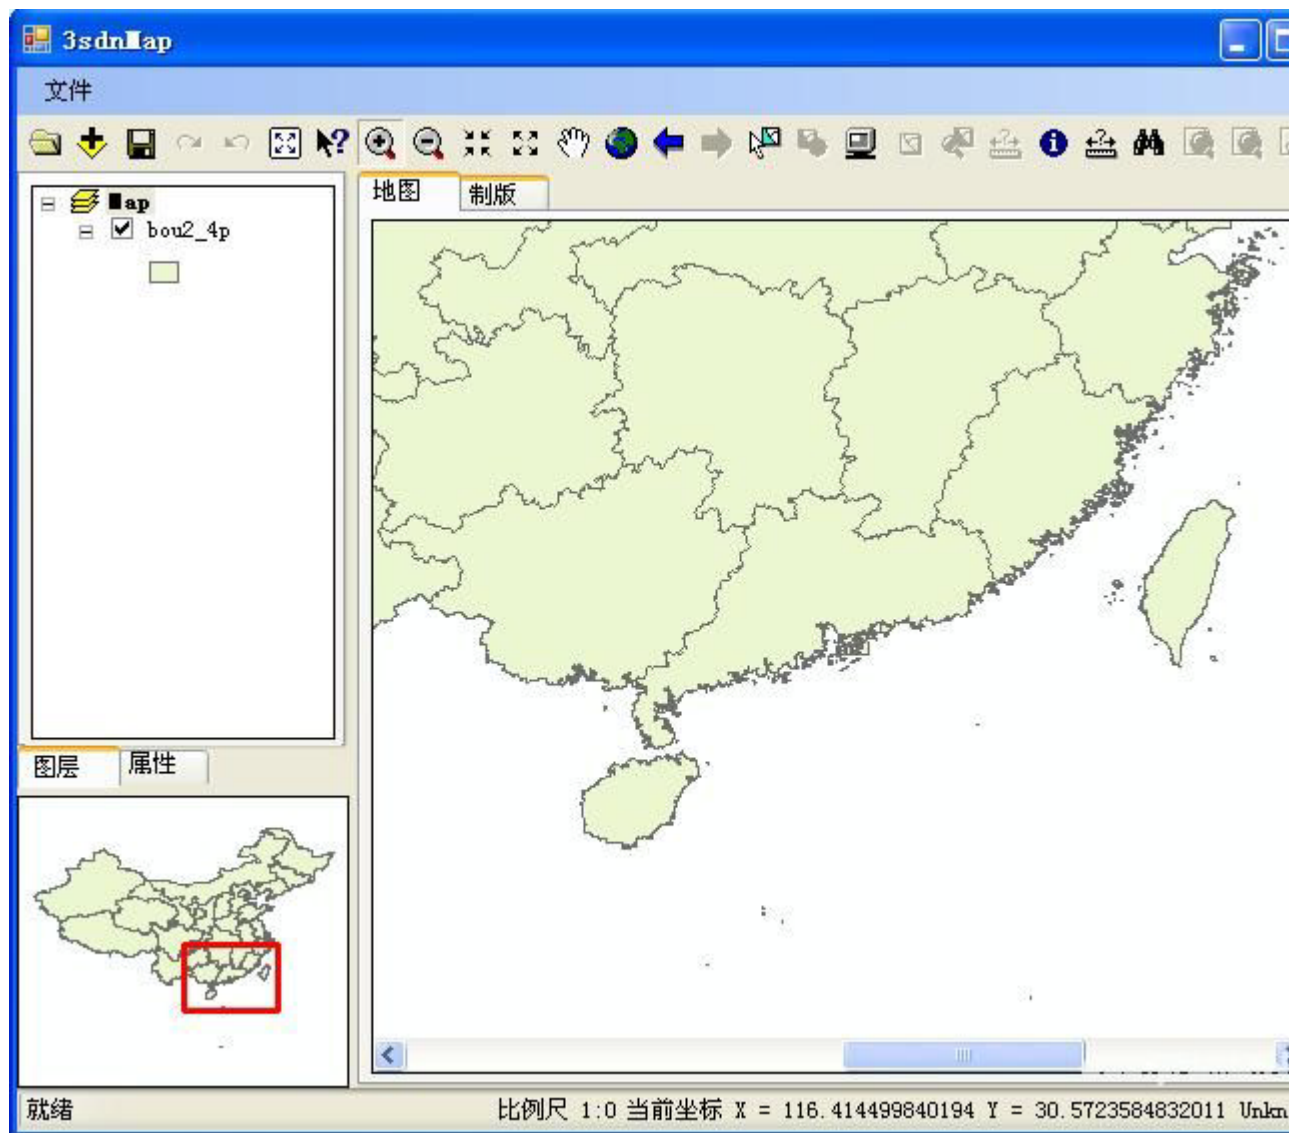 3sdnMap
文件
Map
bou2_4p
地图 制版
图层 属性
就绪 比例尺 1:0 当前坐标 X = 116.414499840194 Y = 30.5723584832011 Unkn